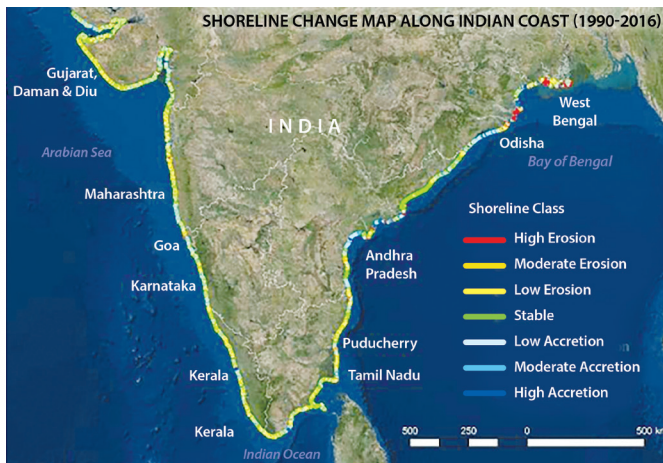 SHORELINE CHANGE MAP ALONG INDIAN COAST (1990-2016)
Gujarat,
Daman & Diu
INDIA
West
Bengal
Odisha
Arabian Sea
Bay of Bengal
Maharashtra
Goa
Karnataka
Andhra
Pradesh
Puducherry
Kerala
Tamil Nadu
Kerala
Indian Ocean
Shoreline Class
High Erosion
Moderate Erosion
Low Erosion
Stable
Low Accretion
Moderate Accretion
High Accretion
500 250 0 500 km